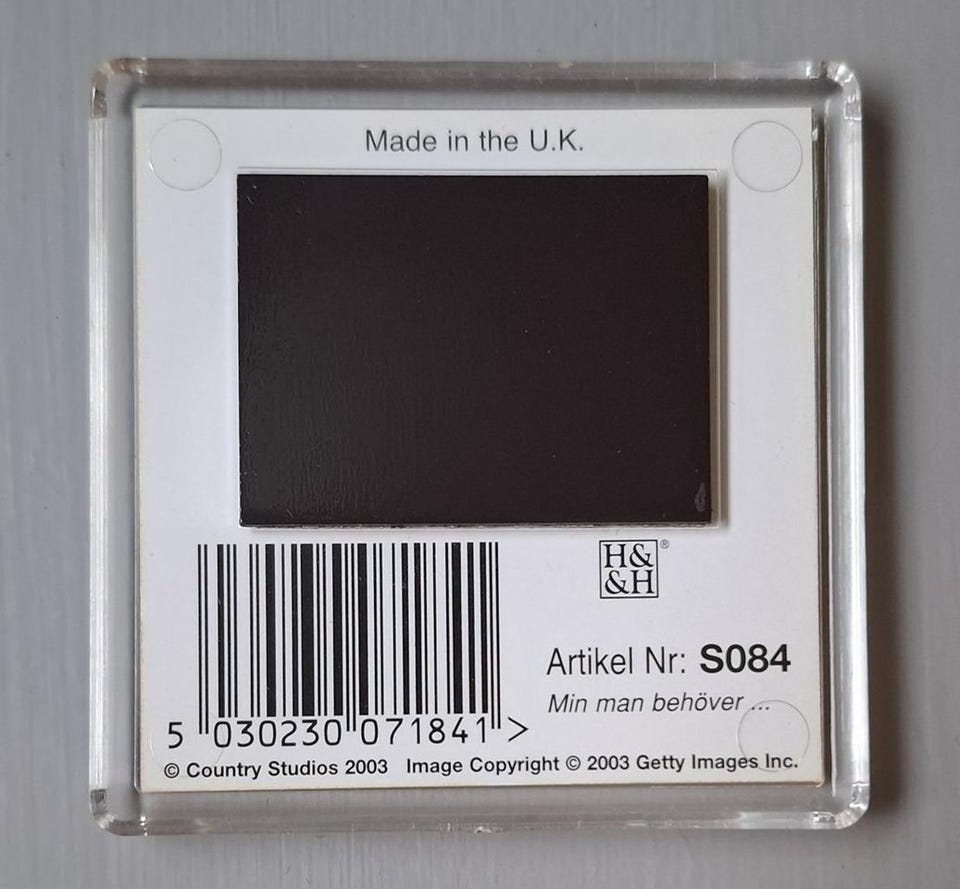 Made in the U.K.
H&
&H ®
Artikel Nr: S084
Min man behöver ...
5 030230 071841 >
© Country Studios 2003 Image Copyright © 2003 Getty Images Inc.